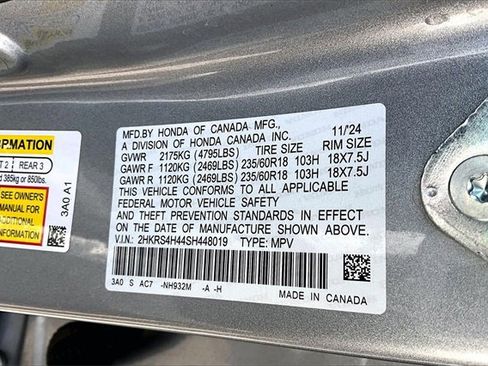 RMATION
T 2 REAR 3
d 385kg or 850lbs.
SEE OWNERS
MANUAL FOR
ADDITIONAL
3A0 A1
MFD.BY HONDA OF CANADA MFG.,
A DIVISION OF HONDA CANADA INC. 11/'24
GVWR 2175KG (4795LBS) TIRE SIZE RIM SIZE
GAWR F 1120KG (2469LBS) 235/60R18 103H 18X7.5J
GAWR R 1120KG (2469LBS) 235/60R18 103H 18X7.5J
THIS VEHICLE CONFORMS TO ALL APPLICABLE
FEDERAL MOTOR VEHICLE SAFETY
AND THEFT PREVENTION STANDARDS IN EFFECT
ON THE DATE OF MANUFACTURE SHOWN ABOVE.
V.I.N: 2HKRS4H44SH448019 TYPE: MPV
3A0 S AC7 -NH932M -A -H
MADE IN CANADA